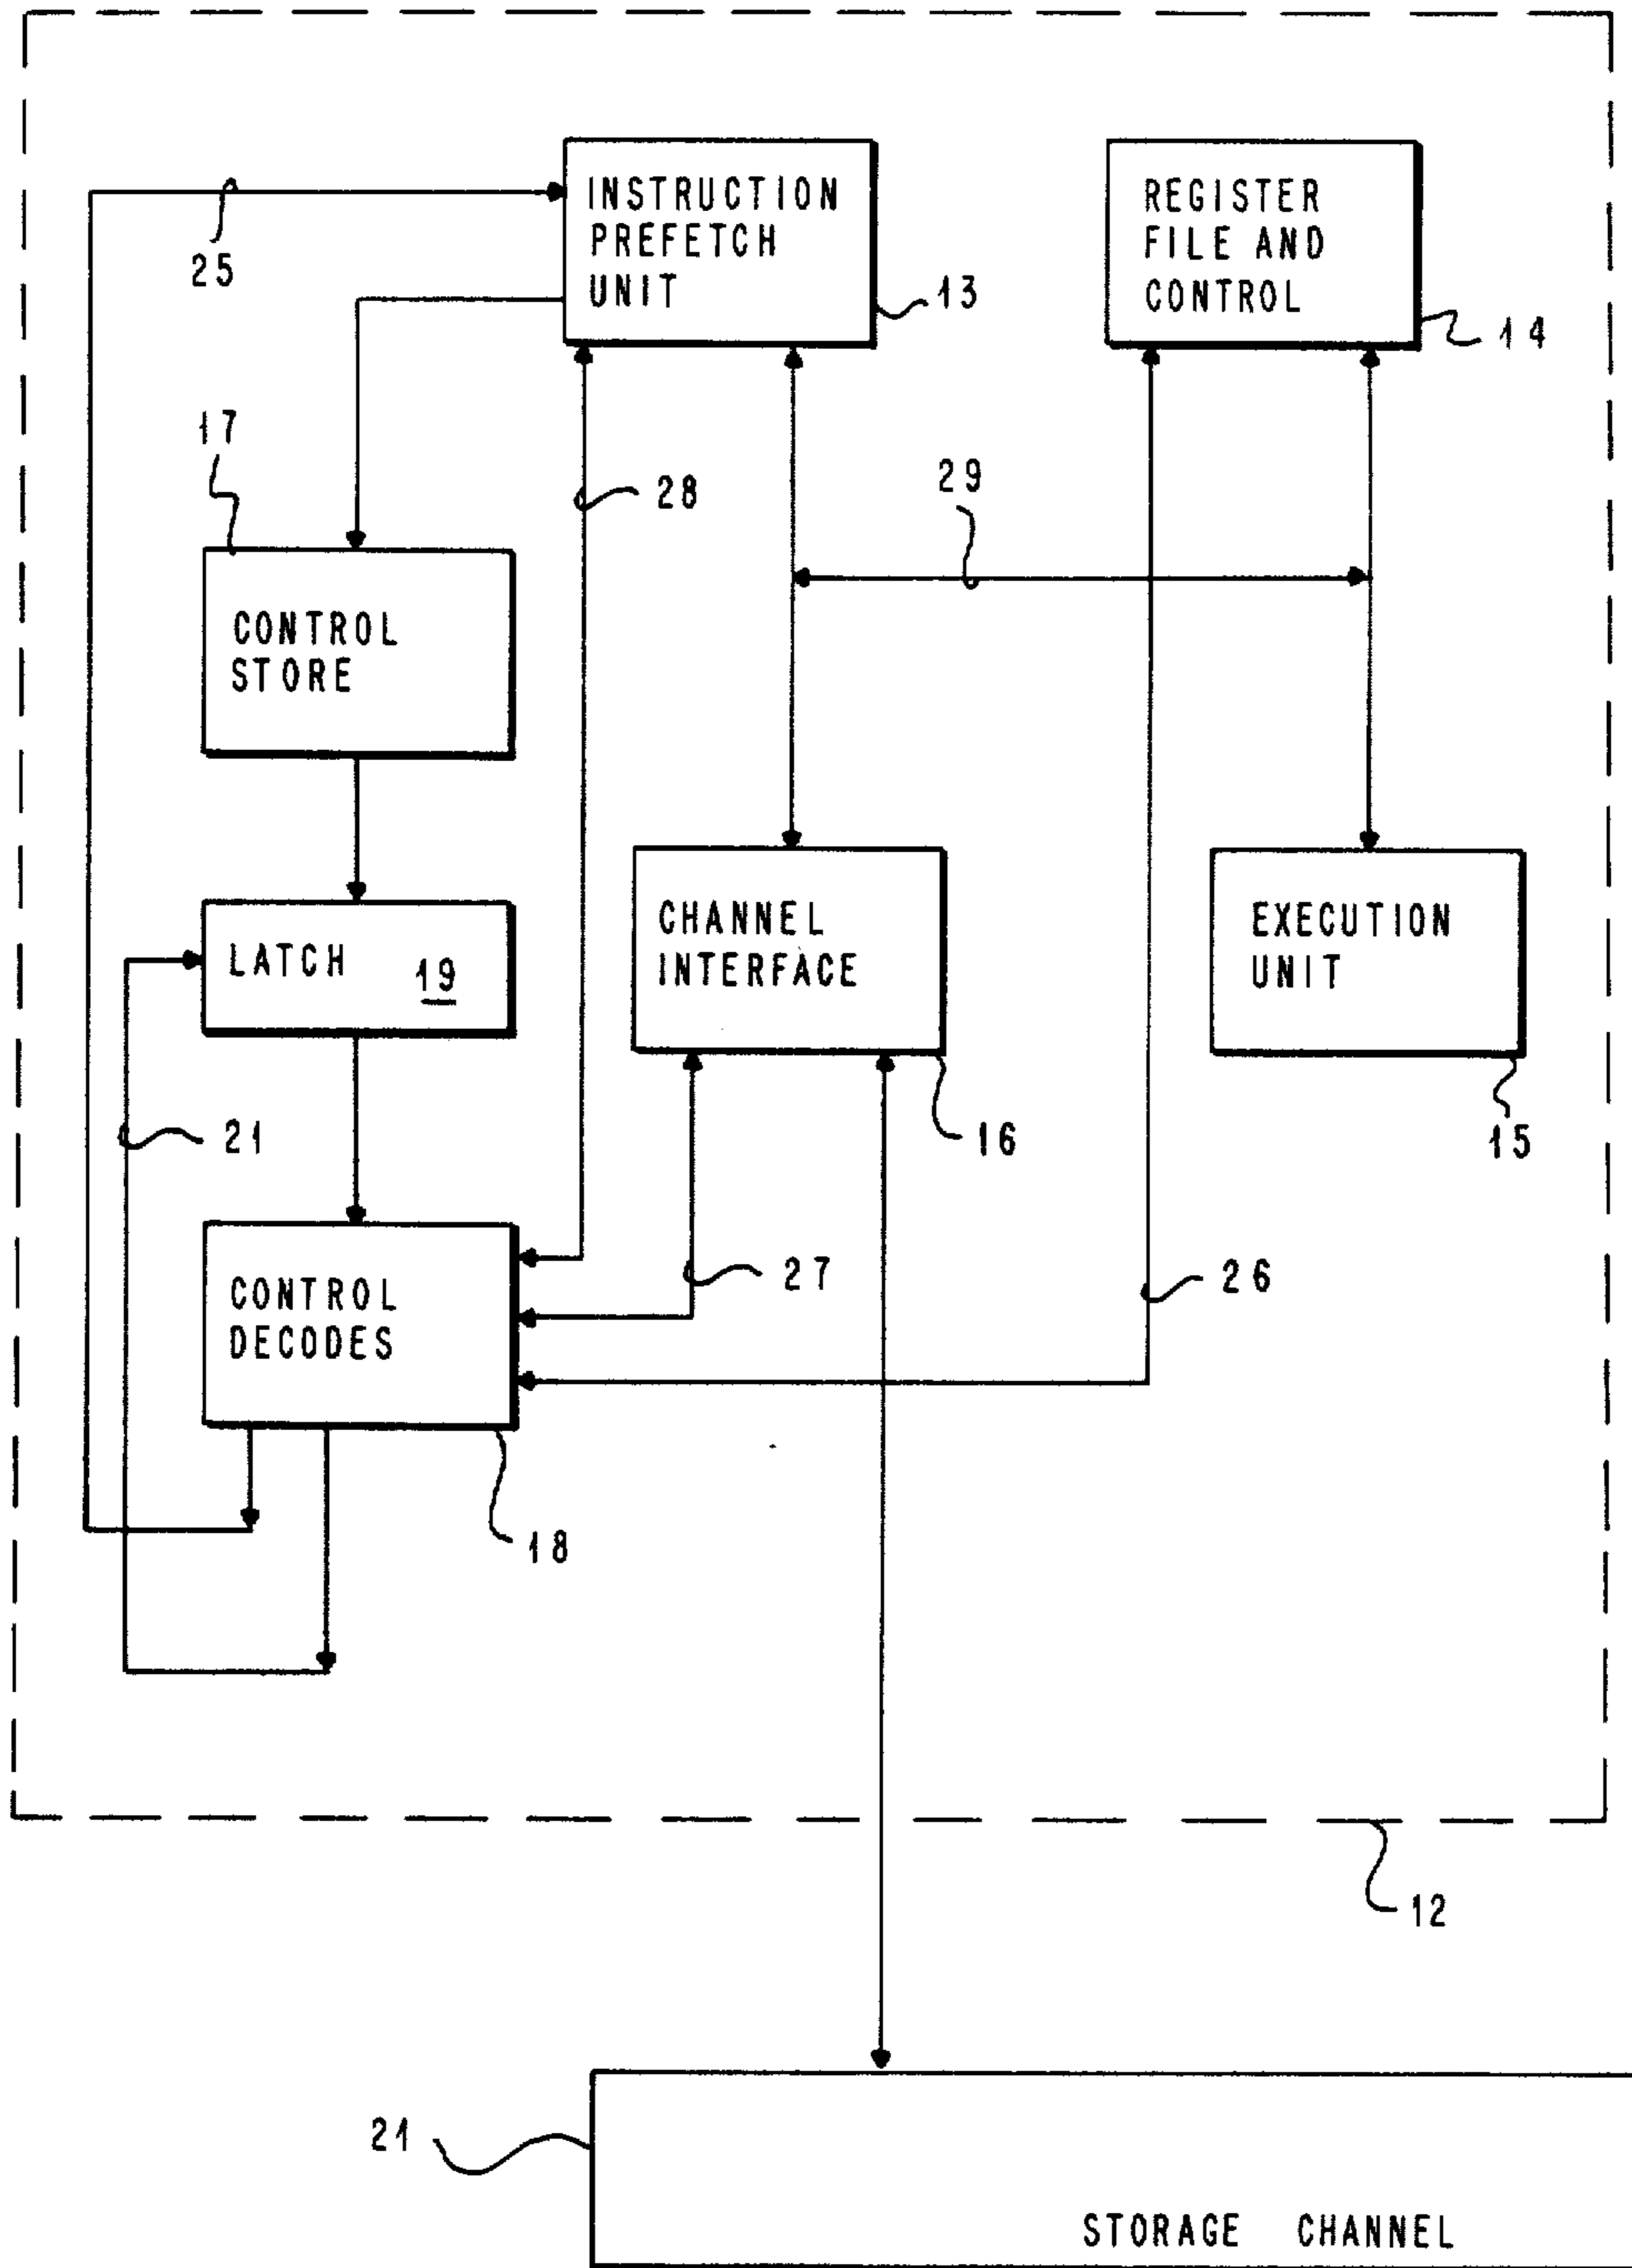 INSTRUCTION
PREFETCH
UNIT
13
REGISTER
FILE AND
CONTROL
14
25
17
28
29
CONTROL
STORE
LATCH
19
CHANNEL
INTERFACE
16
EXECUTION
UNIT
15
21
CONTROL
DECODES
27
26
18
12
21
STORAGE CHANNEL